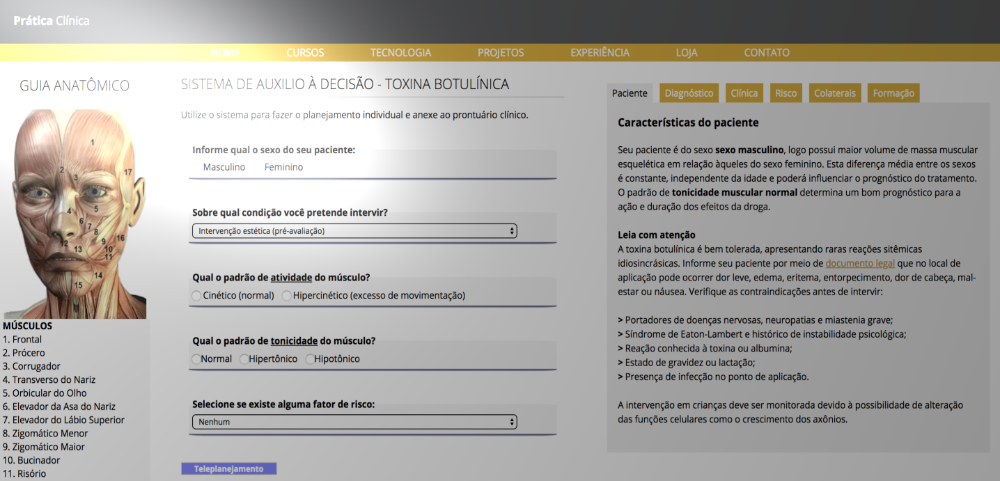 Prática Clínica
HOME CURSOS TECNOLOGIA PROJETOS EXPERIÊNCIA LOJA CONTATO
GUIA ANATÔMICO
1
2
3
17
4
5
6
7
8
9
16
12
13
10
11
14
15
MÚSCULOS
1. Frontal
2. Prócero
3. Corrugador
4. Transverso do Nariz
5. Orbicular do Olho
6. Elevador da Asa do Nariz
7. Elevador do Lábio Superior
8. Zigomático Menor
9. Zigomático Maior
10. Bucinador
11. Risório
SISTEMA DE AUXILIO À DECISÃO - TOXINA BOTULÍNICA
Utilize o sistema para fazer o planejamento individual e anexe ao prontuário clínico.
Informe qual o sexo do seu paciente:
Masculino Feminino
Sobre qual condição você pretende intervir?
Intervenção estética (pré-avaliação)
Qual o padrão de atividade do músculo?
Cinético (normal) Hipercinético (excesso de movimentação)
Qual o padrão de tonicidade do músculo?
Normal Hipertônico Hipotônico
Selecione se existe alguma fator de risco:
Nenhum
Teleplanejamento
Paciente Diagnóstico Clínica Risco Colaterais Formação
Características do paciente
Seu paciente é do sexo sexo masculino, logo possui maior volume de massa muscular
esquelética em relação àqueles do sexo feminino. Esta diferença média entre os sexos
é constante, independente da idade e poderá influenciar o prognóstico do tratamento.
O padrão de tonicidade muscular normal determina um bom prognóstico para a
ação e duração dos efeitos da droga.
Leia com atenção
A toxina botulínica é bem tolerada, apresentando raras reações sitêmicas
idiosincrásicas. Informe seu paciente por meio de documento legal que no local de
aplicação pode ocorrer dor leve, edema, eritema, entorpecimento, dor de cabeça, mal-
estar ou náusea. Verifique as contraindicações antes de intervir:
> Portadores de doenças nervosas, neuropatias e miastenia grave;
> Síndrome de Eaton-Lambert e histórico de instabilidade psicológica;
> Reação conhecida à toxina ou albumina;
> Estado de gravidez ou lactação;
> Presença de infecção no ponto de aplicação.
A intervenção em crianças deve ser monitorada devido à possibilidade de alteração
das funções celulares como o crescimento dos axônios.